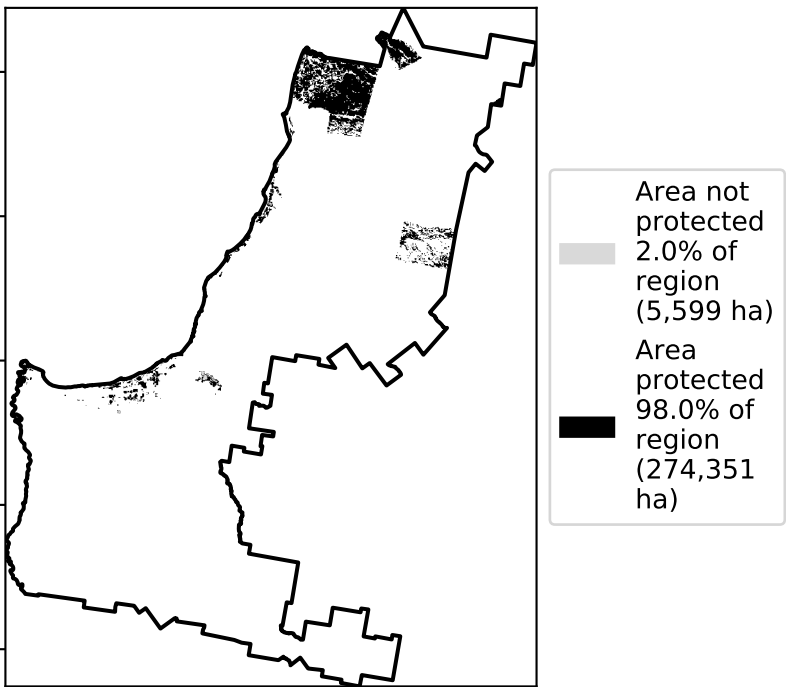 Area not
protected
2.0% of
region
(5,599 ha)
Area
protected
98.0% of
region
(274,351
ha)